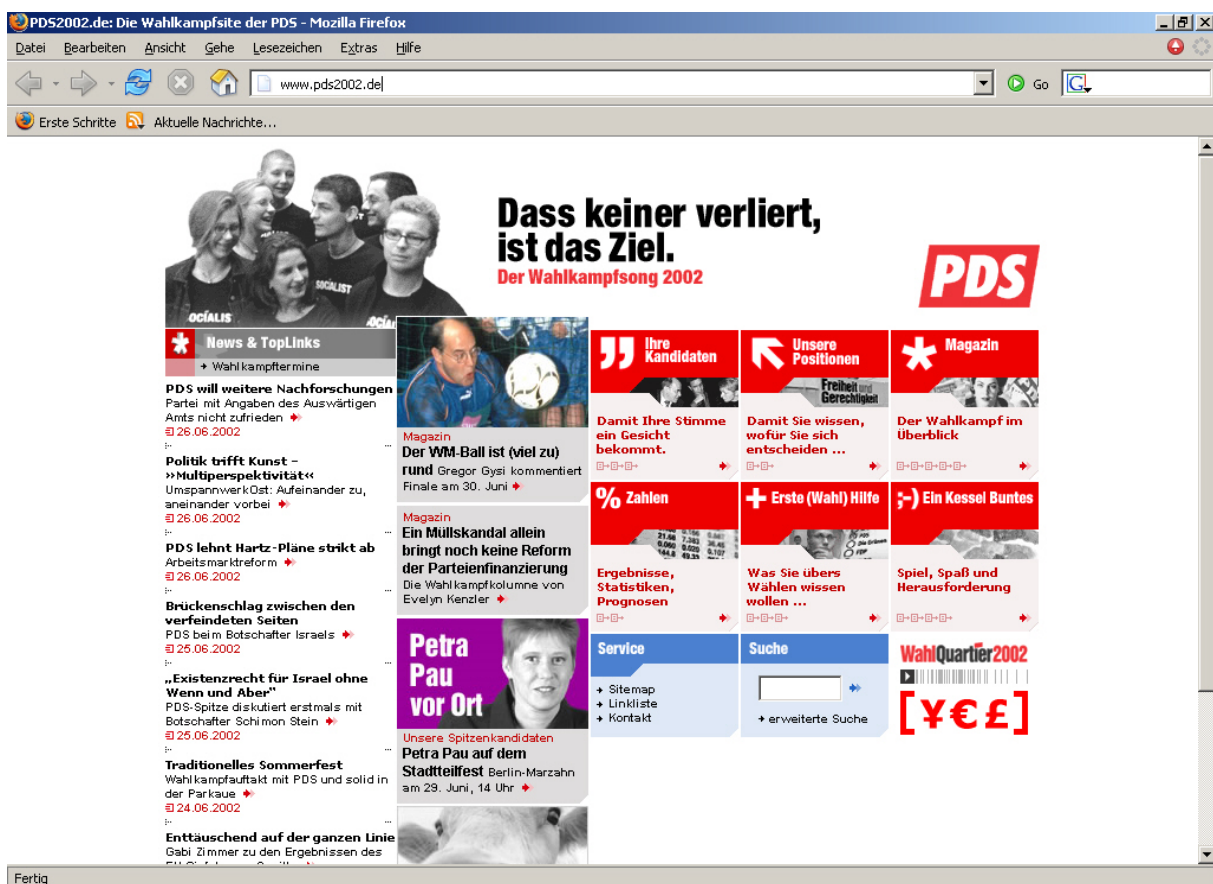 PDS2002.de: Die Wahlkampfsite der PDS - Mozilla Firefox
Datei Bearbeiten Ansicht Gehe Lesezeichen Extras Hilfe
www.pds2002.de
Go
G
Erste Schritte Aktuelle Nachrichte...
Dass keiner verliert,
ist das Ziel.
Der Wahlkampfsong 2002
PDS
SOCIALIST
OCIALIS
News & TopLinks
Wahlkampftermine
PDS will weitere Nachforschungen
Partei mit Angaben des Auswärtigen
Amts nicht zufrieden
26.06.2002
Politik trifft Kunst –
»Multiperspektivität«
UmspannwerkOst: Aufeinander zu,
aneinander vorbei
26.06.2002
PDS lehnt Hartz-Pläne strikt ab
Arbeitsmarktreform
26.06.2002
Brückenschlag zwischen den
verfeindeten Seiten
PDS beim Botschafter Israels
25.06.2002
„Existenzrecht für Israel ohne
Wenn und Aber"
PDS-Spitze diskutiert erstmals mit
Botschafter Schimon Stein
25.06.2002
Traditionelles Sommerfest
Wahlkampfauftakt mit PDS und solid in
der Parkaue
24.06.2002
Enttäuschend auf der ganzen Linie
Gabi Zimmer zu den Ergebnissen des
Magazin
Der WM-Ball ist (viel zu)
rund Gregor Gysi kommentiert
Finale am 30. Juni
Magazin
Ein Müllskandal allein
bringt noch keine Reform
der Parteienfinanzierung
Die Wahlkampfkolumne von
Evelyn Kenzler
Petra
Pau
vor Ort
Unsere Spitzenkandidaten
Petra Pau auf dem
Stadtteilfest Berlin-Marzahn
am 29. Juni, 14 Uhr
Ihre
Kandidaten
Damit Ihre Stimme
ein Gesicht
bekommt.
Unsere
Positionen
Freiheit und
Gerechtigkeit
Damit Sie wissen,
wofür Sie sich
entscheiden ...
Magazin
Der Wahlkampf im
Überblick
% Zahlen
Ergebnisse,
Statistiken,
Prognosen
+ Erste (Wahl) Hilfe
PDS
Die Grünen
FDP
Was Sie übers
Wählen wissen
wollen ...
;-) Ein Kessel Buntes
Spiel, Spaß und
Herausforderung
Service
Sitemap
Linkliste
Kontakt
Suche
erweiterte Suche
WahlQuartier2002
[¥€£]
Fertig